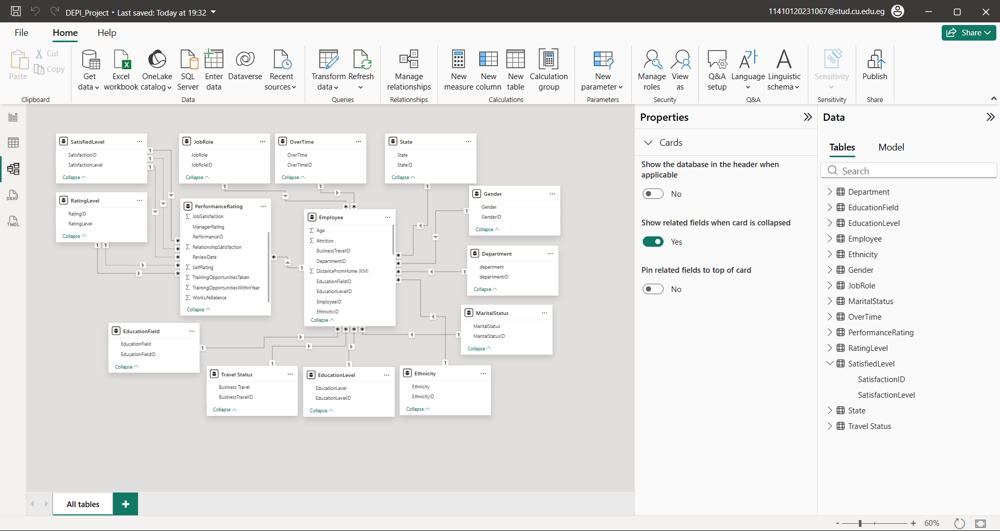 DEPI_Project • Last saved: Today at 19:32
11410120231067@stud.cu.edu.eg
File
Home
Help
Share
Paste
Cut
Copy
Clipboard
Get data
Excel workbook
OneLake catalog
SQL Server
Enter data
Dataverse
Recent sources
Data
Transform data
Refresh
Queries
Manage relationships
Relationships
New measure
New column
New table
Calculation group
Calculations
New parameter
Parameters
Manage roles
View as
Security
Q&A setup
Language
Linguistic schema
Q&A
Sensitivity
Sensitivity
Publish
Share
DAX
TMDL
SatisfiedLevel
SatisfactionID
SatisfactionLevel
Collapse
JobRole
JobRole
JobRoleID
Collapse
OverTime
OverTime
OverTimeID
Collapse
State
State
StateID
Collapse
RatingLevel
RatingID
RatingLevel
Collapse
PerformanceRating
JobSatisfaction
ManagerRating
PerformanceID
RelationshipSatisfaction
ReviewDate
SelfRating
TrainingOpportunitiesTaken
TrainingOpportunitiesWithinYear
WorkLifeBalance
Collapse
Employee
Age
Attrition
BusinessTravelID
DepartmentID
DistanceFromHome (KM)
EducationFieldID
EducationLevelID
EmployeeID
EthnicityID
Collapse
Gender
Gender
GenderID
Collapse
Department
department
departmentID
Collapse
MaritalStatus
MaritalStatus
MaritalStatusID
Collapse
EducationField
EducationField
EducationFieldID
Collapse
Travel Status
Business Travel
BusinessTravelID
Collapse
EducationLevel
EducationLevel
EducationLevelID
Collapse
Ethnicity
Ethnicity
EthnicityID
Collapse
Properties
Cards
Show the database in the header when
applicable
No
Show related fields when card is collapsed
Yes
Pin related fields to top of card
No
Data
Tables
Model
Search
Department
EducationField
EducationLevel
Employee
Ethnicity
Gender
JobRole
MaritalStatus
OverTime
PerformanceRating
RatingLevel
SatisfiedLevel
SatisfactionID
SatisfactionLevel
State
Travel Status
All tables
60%